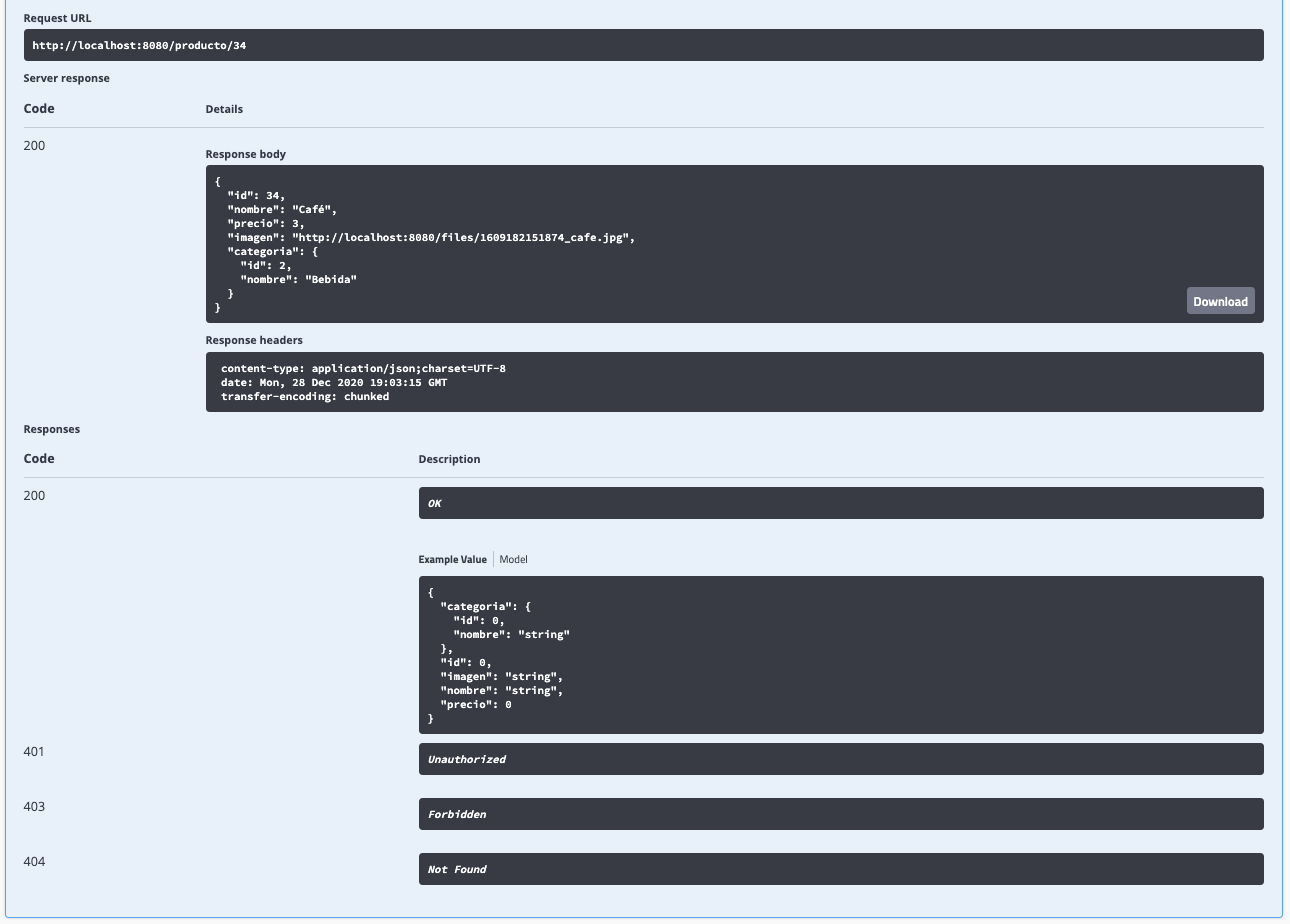 Request URL
http://localhost:8080/producto/34
Server response
Code Details
200
Response body
{
  "id": 34,
  "nombre": "Café",
  "precio": 3,
  "imagen": "http://localhost:8080/files/1609182151874_cafe.jpg",
  "categoria": {
    "id": 2,
    "nombre": "Bebida"
  }
}
Download
Response headers
content-type: application/json;charset=UTF-8
date: Mon, 28 Dec 2020 19:03:15 GMT
transfer-encoding: chunked
Responses
Code Description
200 OK
Example Value Model
{
  "categoria": {
    "id": 0,
    "nombre": "string"
  },
  "id": 0,
  "imagen": "string",
  "nombre": "string",
  "precio": 0
}
401 Unauthorized
403 Forbidden
404 Not Found